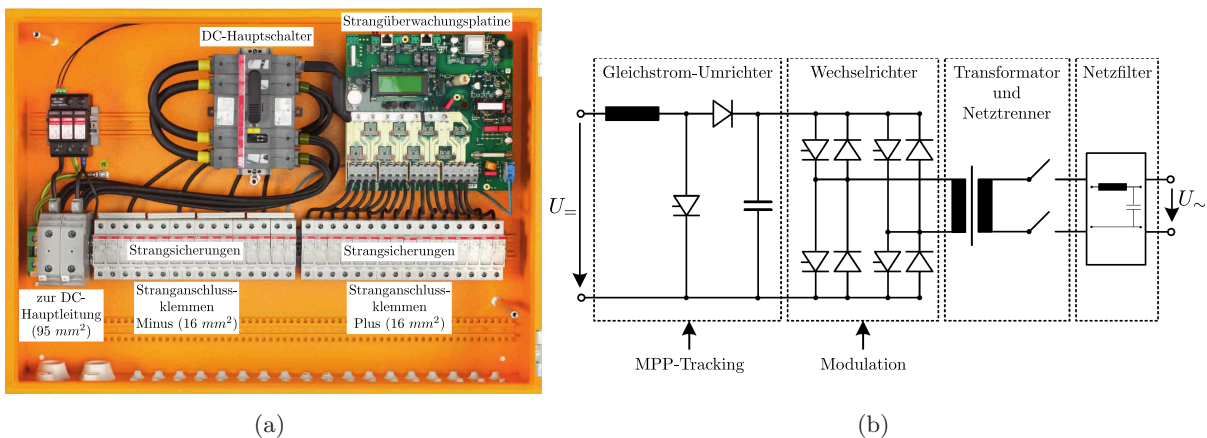 Strangüberwachungsplatine
DC-Hauptschalter
Strangsicherungen
Strangsicherungen
zur DC-
Hauptleitung
(95 mm²)
Stranganschluss-
klemmen
Minus (16 mm²)
Stranganschluss-
klemmen
Plus (16 mm²)
(a)
Gleichstrom-Umrichter
Wechselrichter
Transformator
und
Netztrenner
Netzfilter
U=
U~
MPP-Tracking
Modulation
(b)